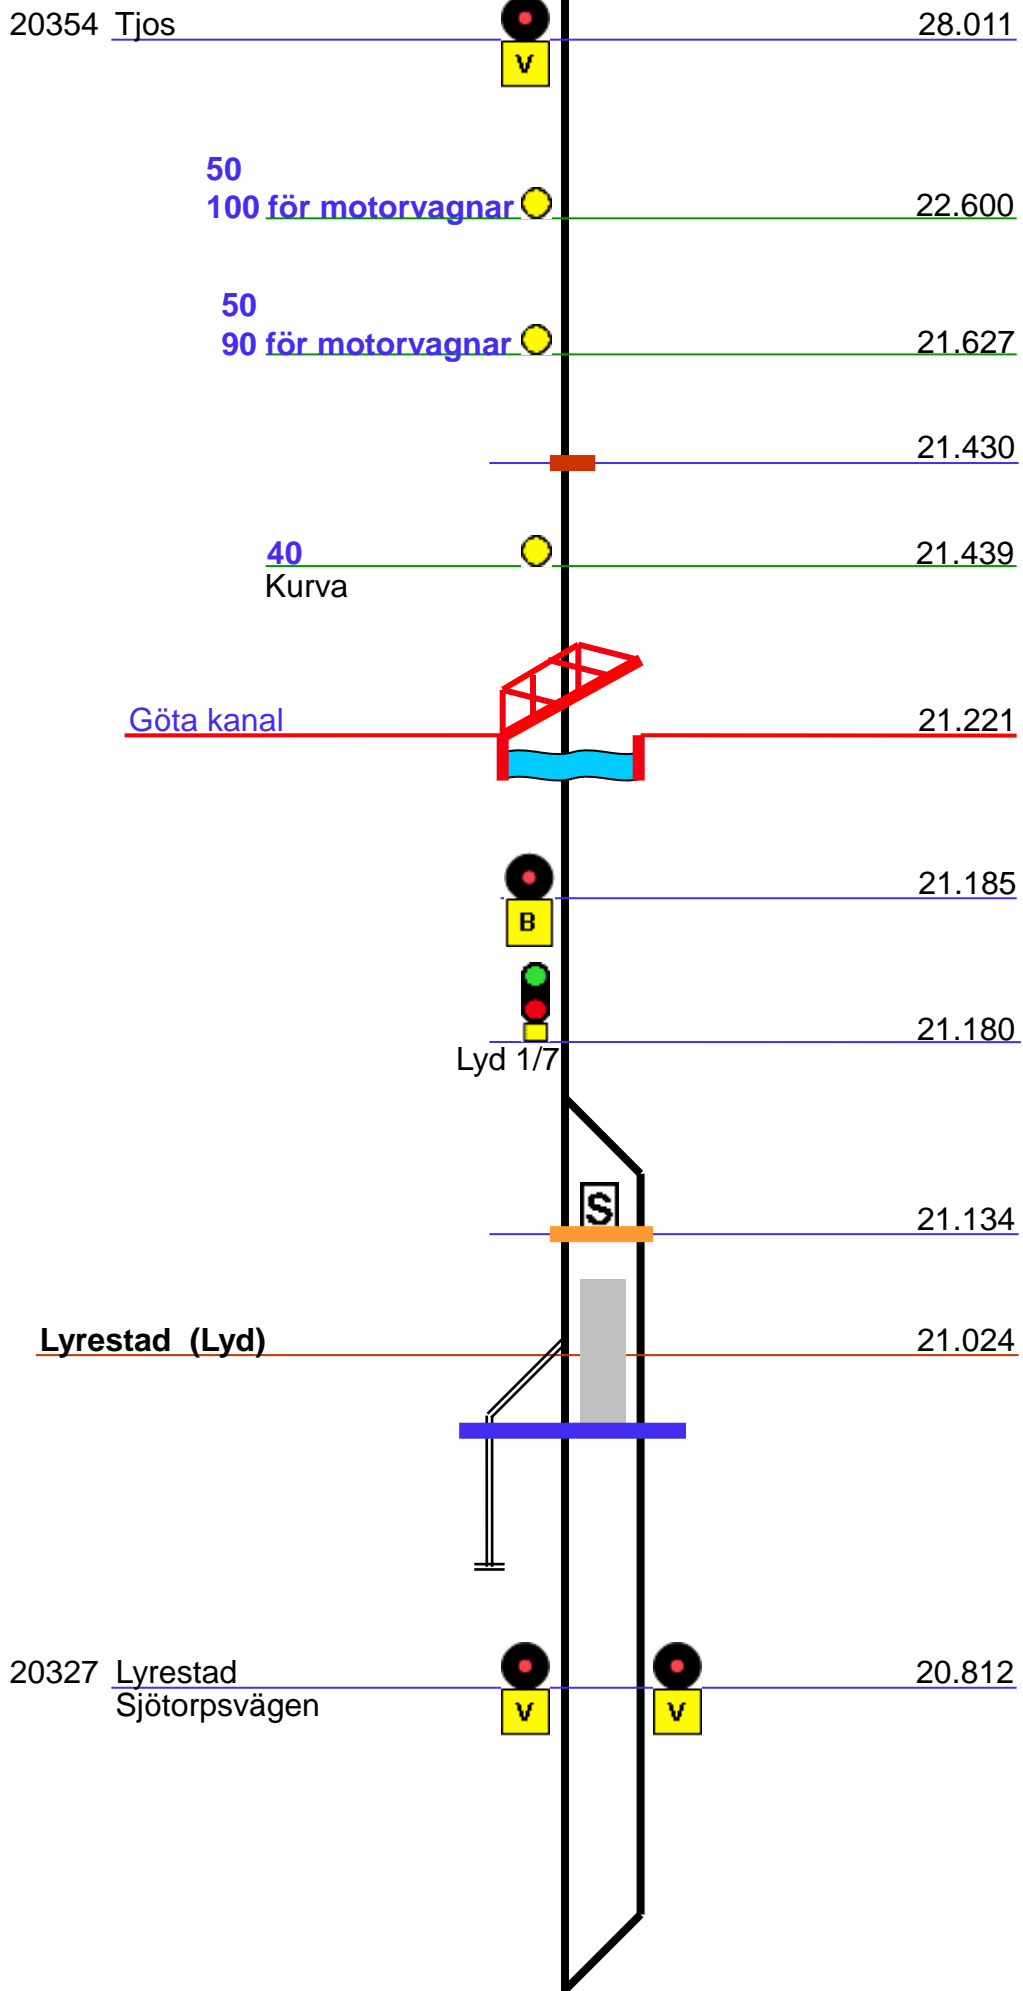 20354 Tjos 28.011
V
50
100 för motorvagnar 22.600
50
90 för motorvagnar 21.627
21.430
40 21.439
Kurva
Göta kanal 21.221
21.185
B
21.180
Lyd 1/7
S
21.134
Lyrestad (Lyd) 21.024
20327 Lyrestad 20.812
Sjötorpsvägen
V V